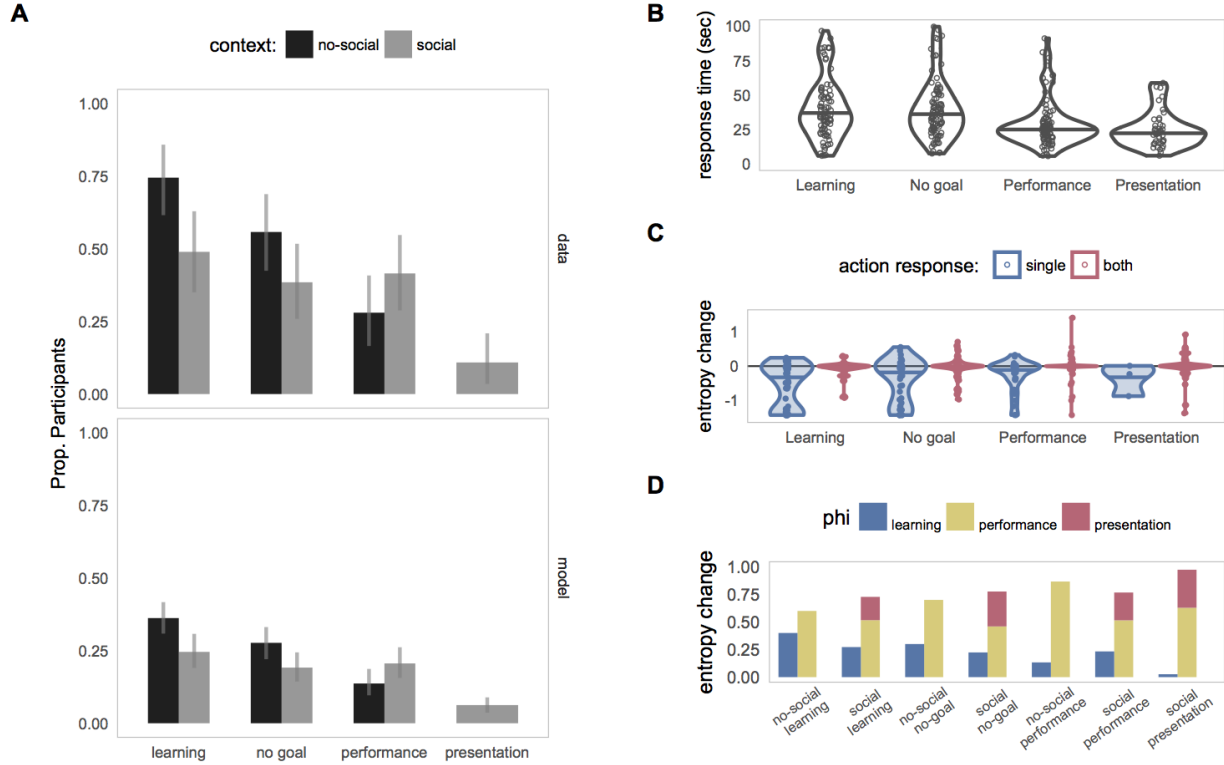 A
context: no-social social
Prop. Participants
1.00
0.75
0.50
0.25
0.00
data
1.00
0.75
0.50
0.25
0.00
model
learning no goal performance presentation
B
response time (sec)
100
75
50
25
0
Learning No goal Performance Presentation
C
action response: single both
entropy change
1
0
-1
Learning No goal Performance Presentation
D
phi learning performance presentation
entropy change
1.00
0.75
0.50
0.25
0.00
no-social
learning
social
learning
no-social
no-goal
social
no-goal
no-social
performance
social
performance
social
presentation